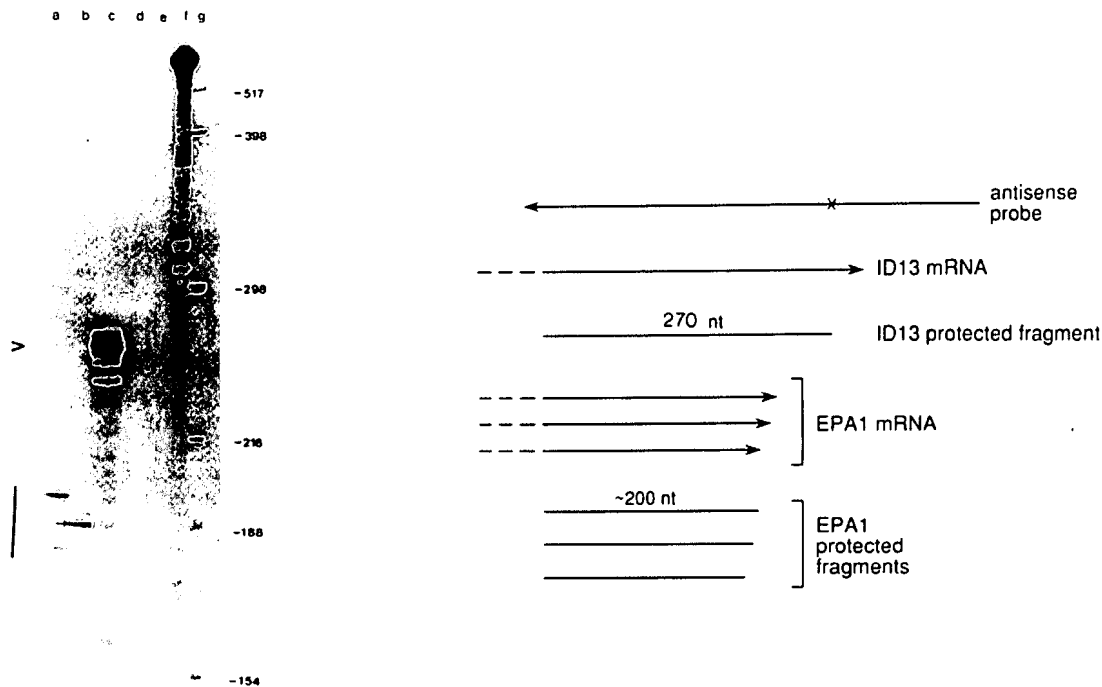 a b c d e f g
-517
-398
-298
-216
-188
-154
V
antisense
probe
ID13 mRNA
270 nt
ID13 protected fragment
EPA1 mRNA
~200 nt
EPA1
protected
fragments